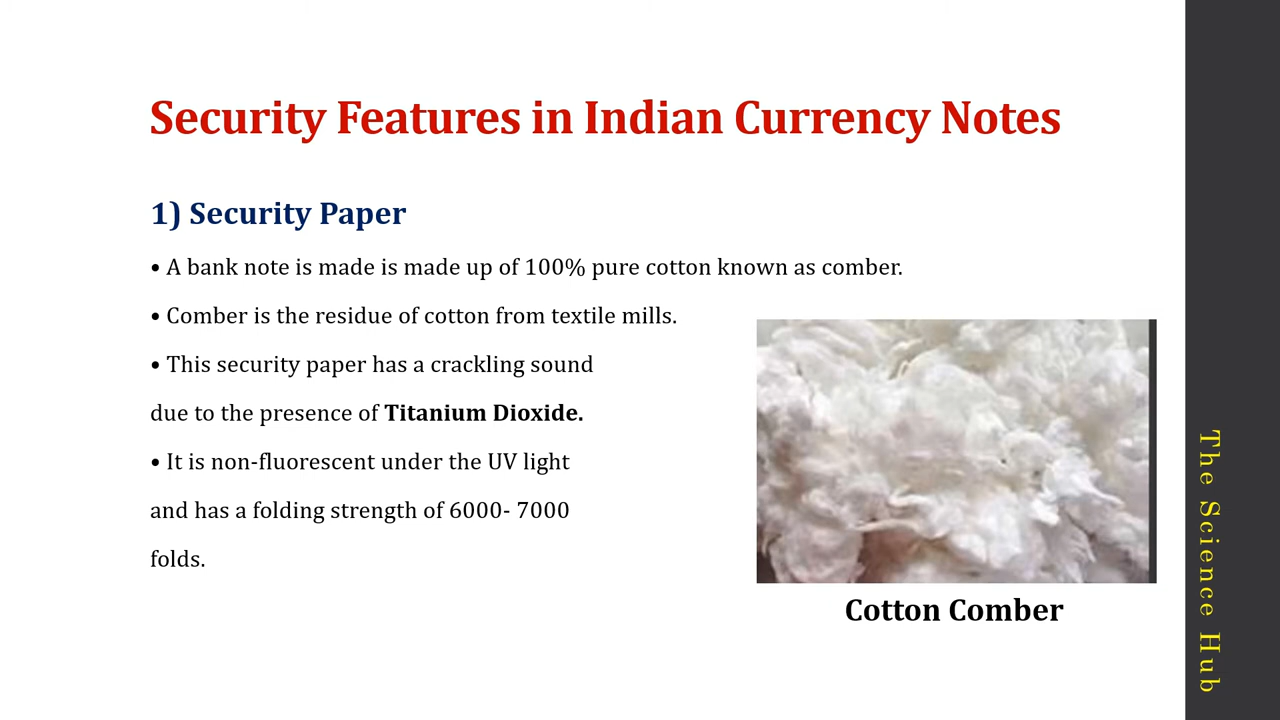 Security Features in Indian Currency Notes
1) Security Paper
• A bank note is made is made up of 100% pure cotton known as comber.
• Comber is the residue of cotton from textile mills.
• This security paper has a crackling sound
due to the presence of Titanium Dioxide.
• It is non-fluorescent under the UV light
and has a folding strength of 6000- 7000
folds.
Cotton Comber
The Science Hub